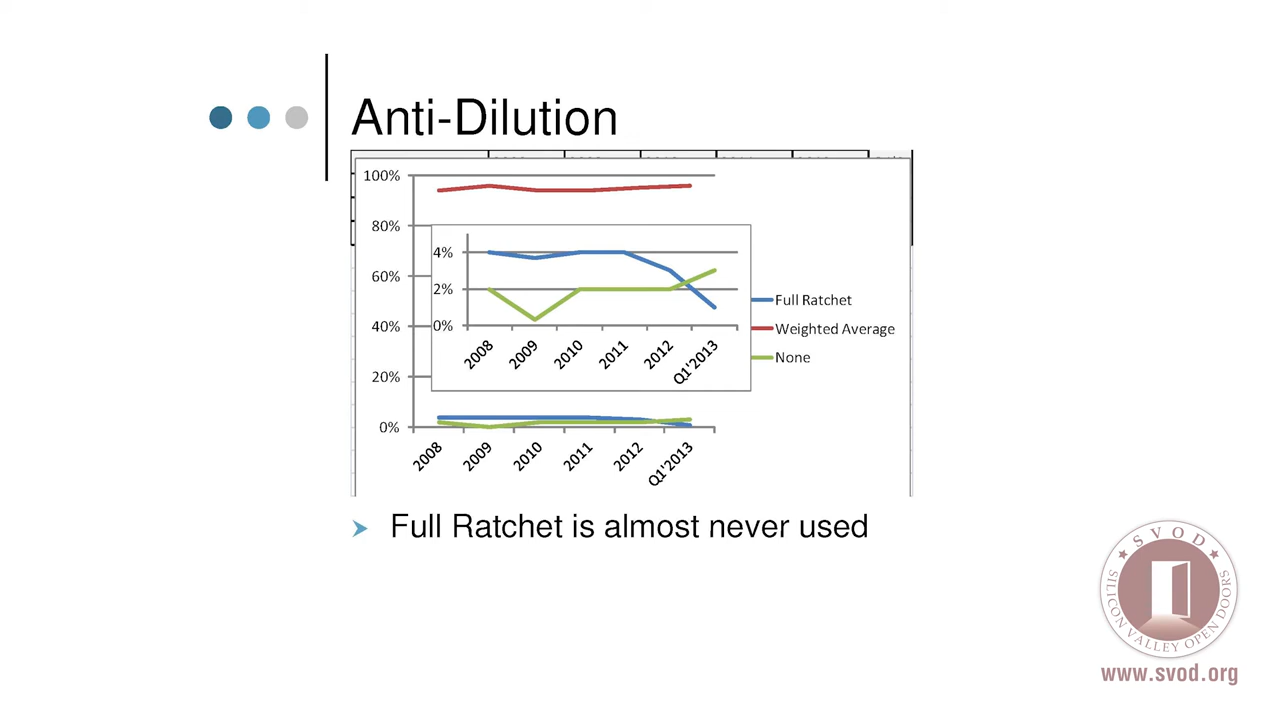 Anti-Dilution
100%
80%
60%
40%
20%
0%
4%
2%
0%
2008
2009
2010
2011
2012
Q1'2013
Full Ratchet
Weighted Average
None
2008
2009
2010
2011
2012
Q1'2013
Full Ratchet is almost never used
SVOD
SILICON VALLEY OPEN DOORS
www.svod.org